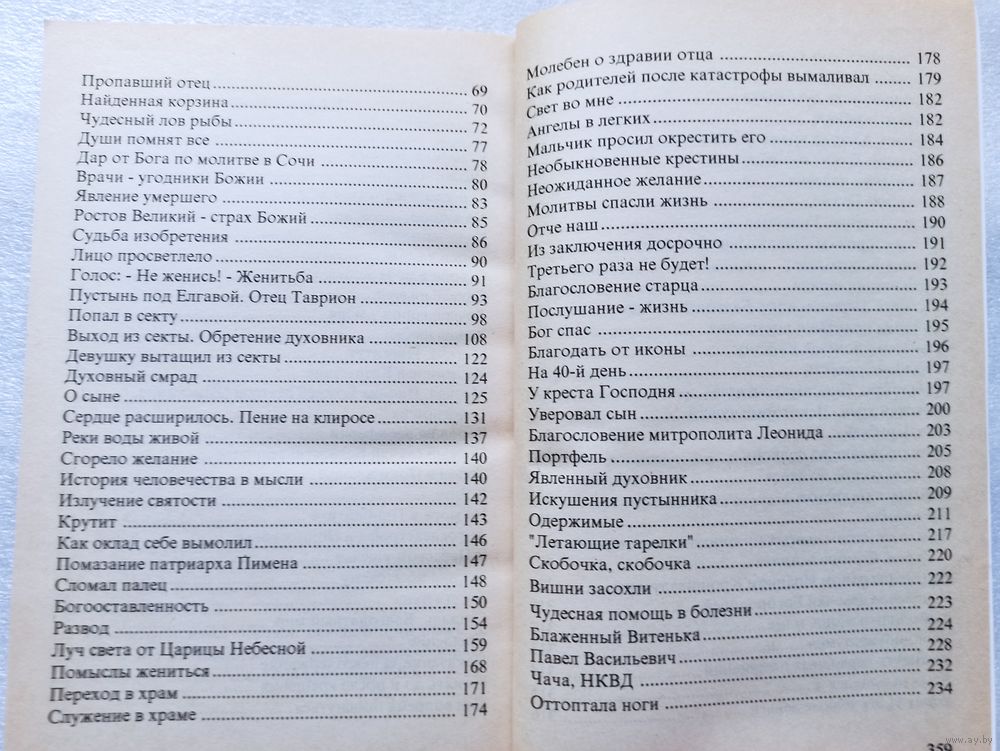 Пропавший отец 69
Найденная корзина 70
Чудесный лов рыбы 72
Души помнят все 77
Дар от Бога по молитве в Сочи 78
Врачи - угодники Божии 80
Явление умершего 83
Ростов Великий - страх Божий 85
Судьба изобретения 86
Лицо просветлело 90
Голос: - Не женись! - Женитьба 91
Пустынь под Елгавой. Отец Таврион 93
Попал в секту 98
Выход из секты. Обретение духовника 108
Девушку вытащил из секты 122
Духовный смрад 124
О сыне 125
Сердце расширилось. Пение на клиросе 131
Реки воды живой 137
Сгорело желание 140
История человечества в мысли 140
Излучение святости 142
Крутит 143
Как оклад себе вымолил 146
Помазание патриарха Пимена 147
Сломал палец 148
Богооставленность 150
Развод 154
Луч света от Царицы Небесной 159
Помыслы жениться 168
Переход в храм 171
Служение в храме 174
Молебен о здравии отца 178
Как родителей после катастрофы вымаливал 179
Свет во мне 182
Ангелы в легких 182
Мальчик просил окрестить его 184
Необыкновенные крестины 186
Неожиданное желание 187
Молитвы спасли жизнь 188
Отче наш 190
Из заключения досрочно 191
Третьего раза не будет! 192
Благословение старца 193
Послушание - жизнь 194
Бог спас 195
Благодать от иконы 196
На 40-й день 197
У креста Господня 197
Уверовал сын 200
Благословение митрополита Леонида 203
Портфель 205
Явленный духовник 208
Искушения пустынника 209
Одержимые 211
"Летающие тарелки" 217
Скобочка, скобочка 220
Вишни засохли 222
Чудесная помощь в болезни 223
Блаженный Витенька 224
Павел Васильевич 228
Чача, НКВД 232
Оттоптала ноги 234
359
www.ay.by